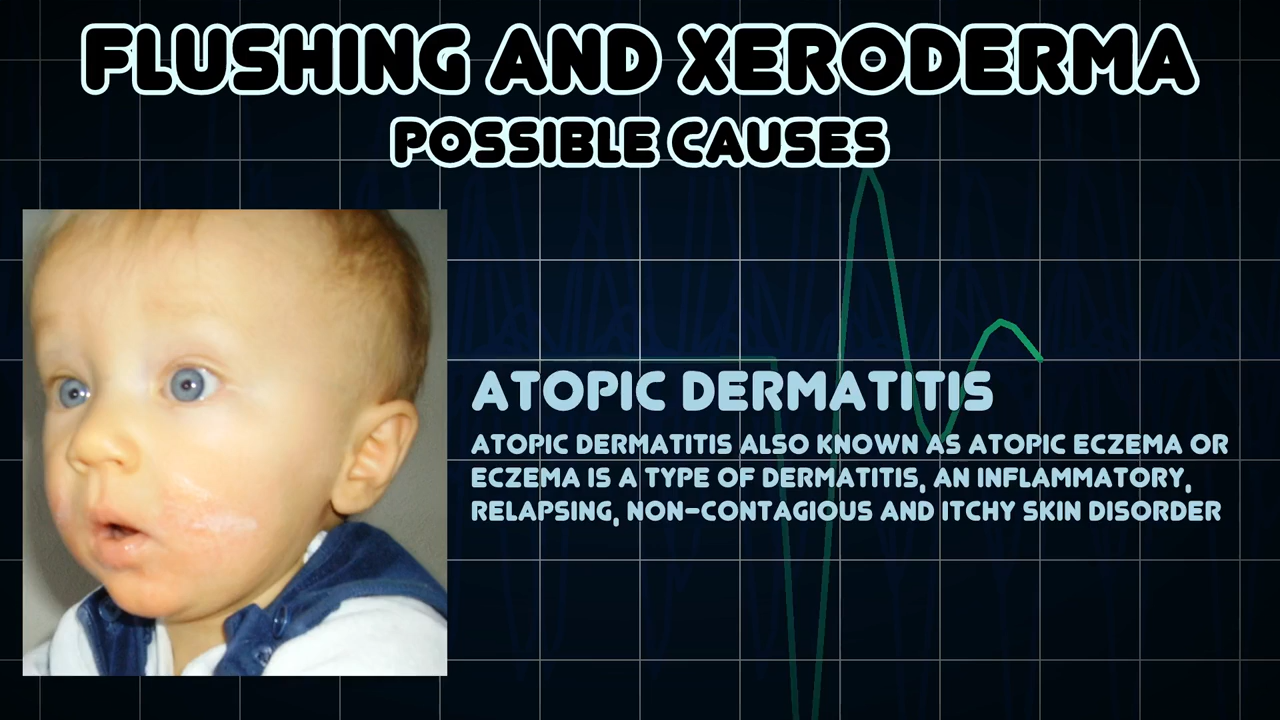 FLUSHING AND XERODERMA
POSSIBLE CAUSES
ATOPIC DERMATITIS
ATOPIC DERMATITIS ALSO KNOWN AS ATOPIC ECZEMA OR
ECZEMA IS A TYPE OF DERMATITIS, AN INFLAMMATORY,
RELAPSING, NON-CONTAGIOUS AND ITCHY SKIN DISORDER